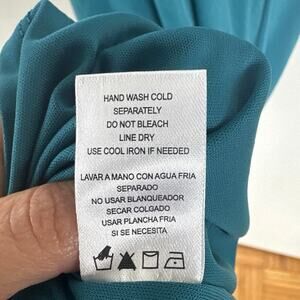 HAND WASH COLD
SEPARATELY
DO NOT BLEACH
LINE DRY
USE COOL IRON IF NEEDED
LAVAR A MANO CON AGUA FRIA
SEPARADO
NO USAR BLANQUEADOR
SECAR COLGADO
USAR PLANCHA FRIA
SI SE NECESITA